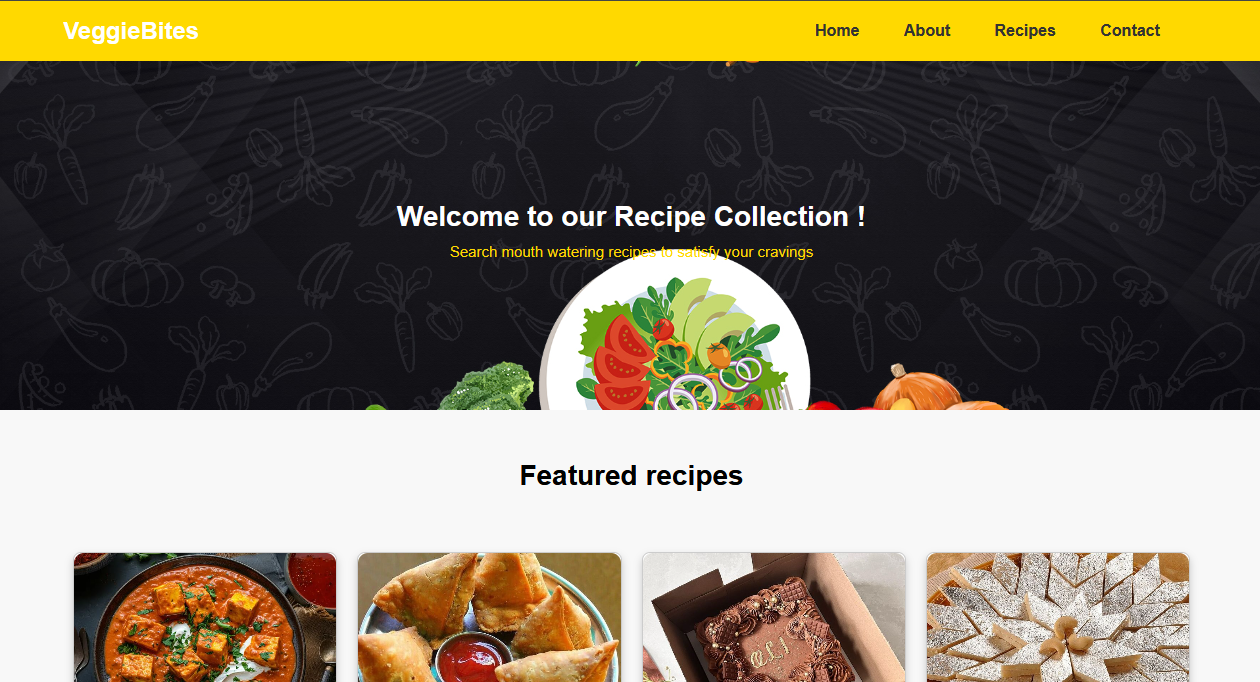 VeggieBites
Home About Recipes Contact
Welcome to our Recipe Collection !
Search mouth watering recipes to satisfy your cravings
Featured recipes